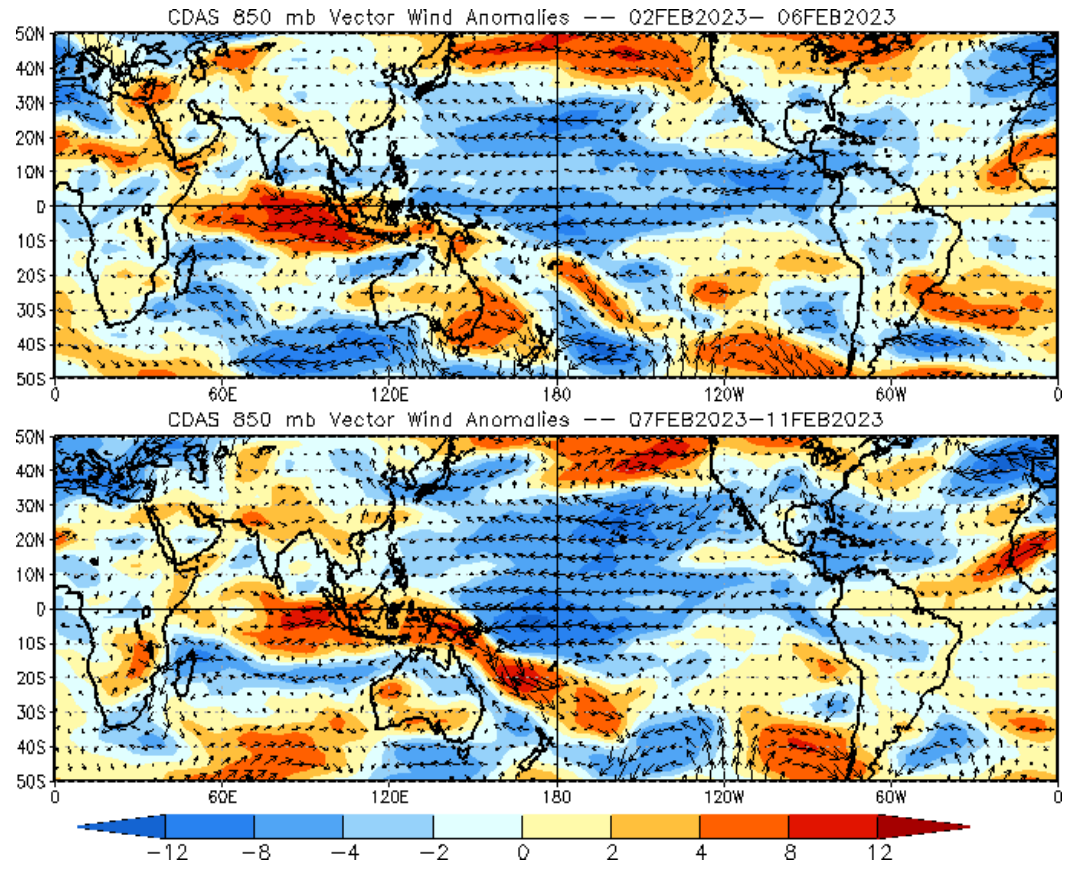 CDAS 850 mb Vector Wind Anomalies -- 02FEB2023- 06FEB2023
50N
40N
30N
20N
10N
0
10S
20S
30S
40S
50S
0 60E 120E 180 120W 60W 0
CDAS 850 mb Vector Wind Anomalies -- 07FEB2023-11FEB2023
50N
40N
30N
20N
10N
0
10S
20S
30S
40S
50S
0 60E 120E 180 120W 60W 0
-12 -8 -4 -2 0 2 4 8 12